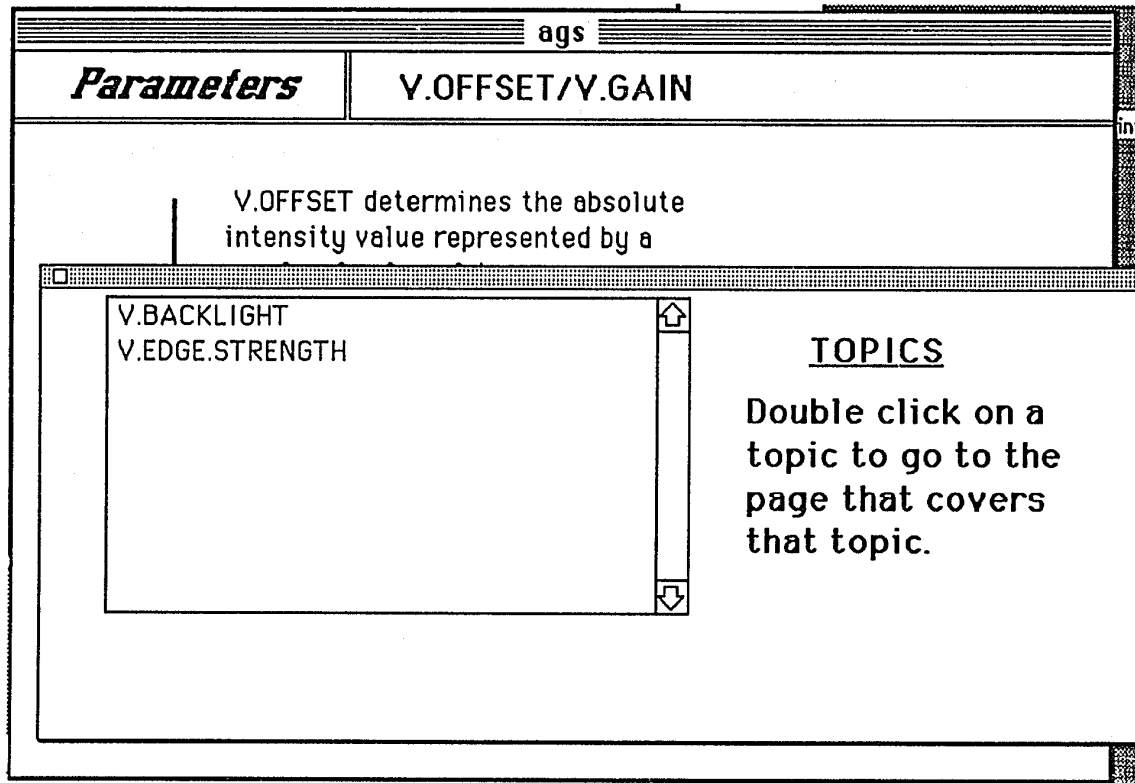 ags
Parameters
V.OFFSET/V.GAIN
in
V.OFFSET determines the absolute
intensity value represented by a
V.BACKLIGHT
V.EDGE.STRENGTH
TOPICS
Double click on a
topic to go to the
page that covers
that topic.